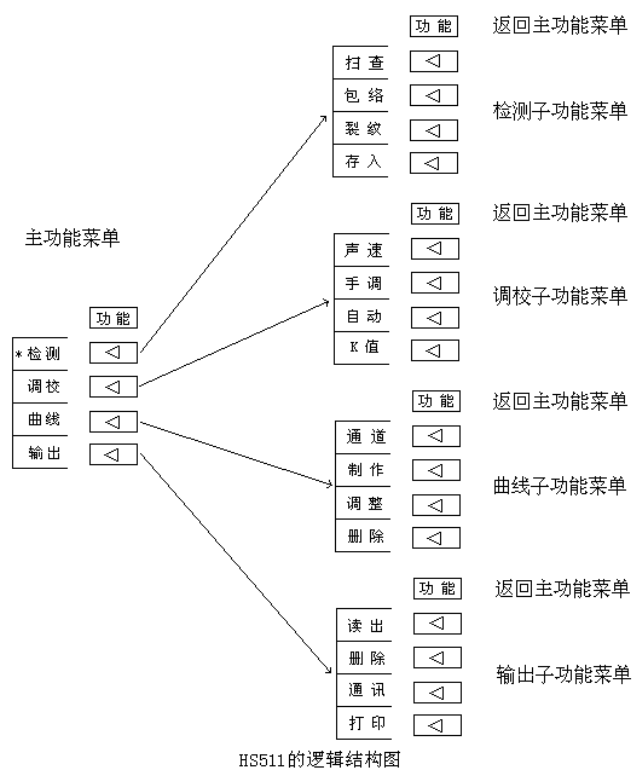 功能 返回主功能菜单
扫查
包络
检测子功能菜单
裂纹
存入
功能 返回主功能菜单
声速
手调
调校子功能菜单
自动
K值
主功能菜单
功能
*检测
调校
曲线
输出
功能 返回主功能菜单
通道
制作
曲线子功能菜单
调整
删除
功能 返回主功能菜单
读出
删除
输出子功能菜单
通讯
打印
HS511的逻辑结构图